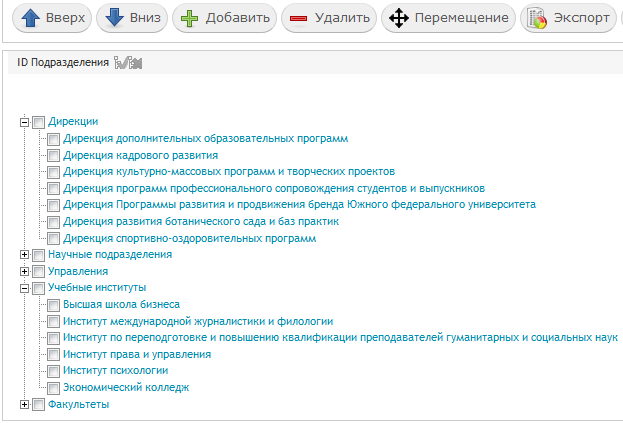 Вверх Вниз Добавить Удалить Перемещение Экспорт
ID Подразделения
Дирекции
Дирекция дополнительных образовательных программ
Дирекция кадрового развития
Дирекция культурно-массовых программ и творческих проектов
Дирекция программ профессионального сопровождения студентов и выпускников
Дирекция Программы развития и продвижения бренда Южного федерального университета
Дирекция развития ботанического сада и баз практик
Дирекция спортивно-оздоровительных программ
Научные подразделения
Управления
Учебные институты
Высшая школа бизнеса
Институт международной журналистики и филологии
Институт по переподготовке и повышению квалификации преподавателей гуманитарных и социальных наук
Институт права и управления
Институт психологии
Экономический колледж
Факультеты